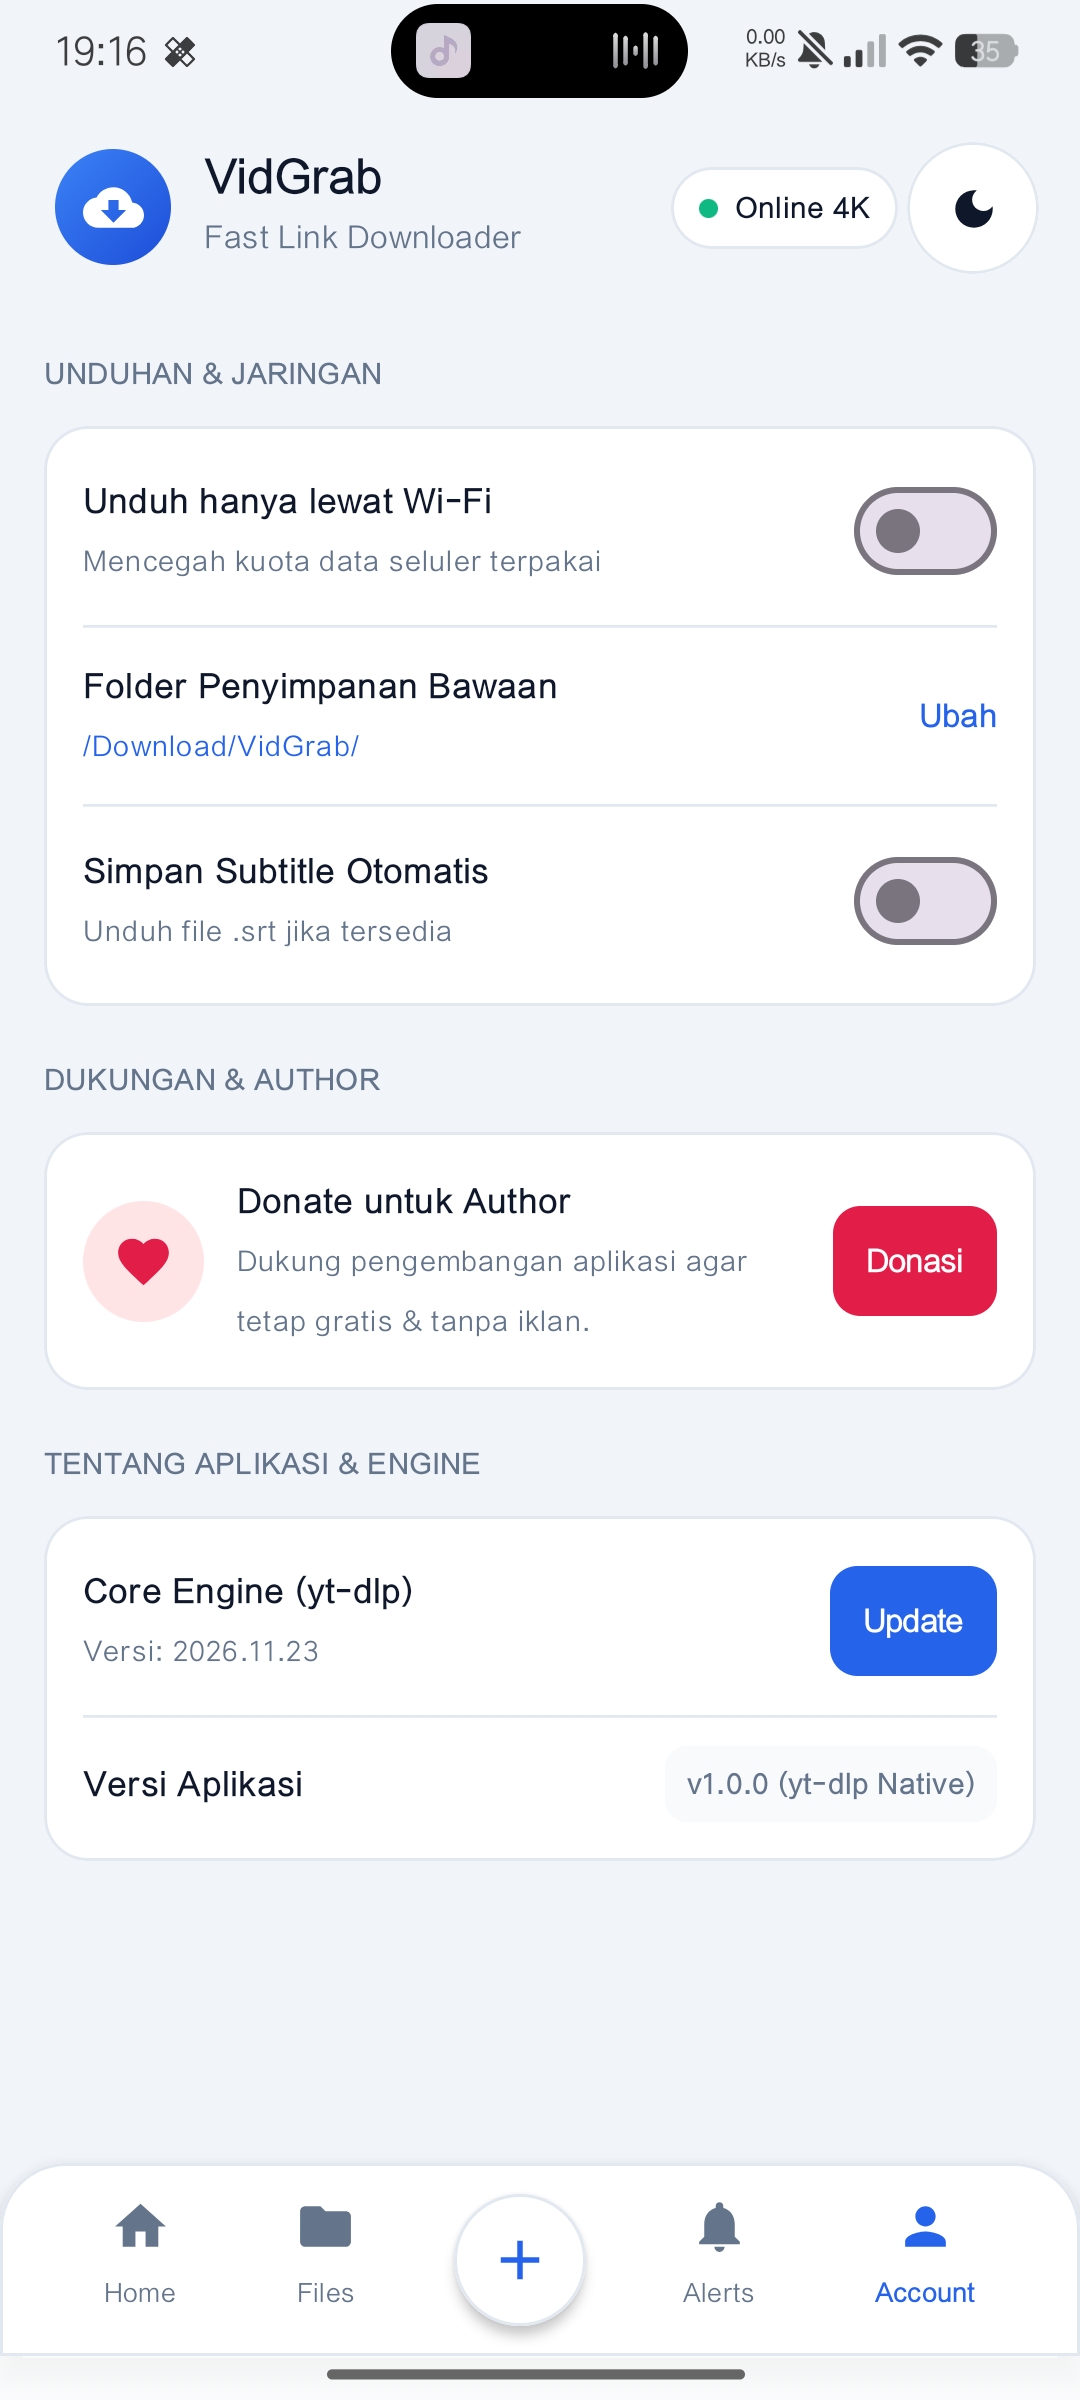 19:16
0.00
KB/s
35
VidGrab
Fast Link Downloader
Online 4K
UNDUHAN & JARINGAN
Unduh hanya lewat Wi-Fi
Mencegah kuota data seluler terpakai
Folder Penyimpanan Bawaan
/Download/VidGrab/
Ubah
Simpan Subtitle Otomatis
Unduh file .srt jika tersedia
DUKUNGAN & AUTHOR
Donate untuk Author
Dukung pengembangan aplikasi agar
tetap gratis & tanpa iklan.
Donasi
TENTANG APLIKASI & ENGINE
Core Engine (yt-dlp)
Versi: 2026.11.23
Update
Versi Aplikasi
v1.0.0 (yt-dlp Native)
Home
Files
Alerts
Account